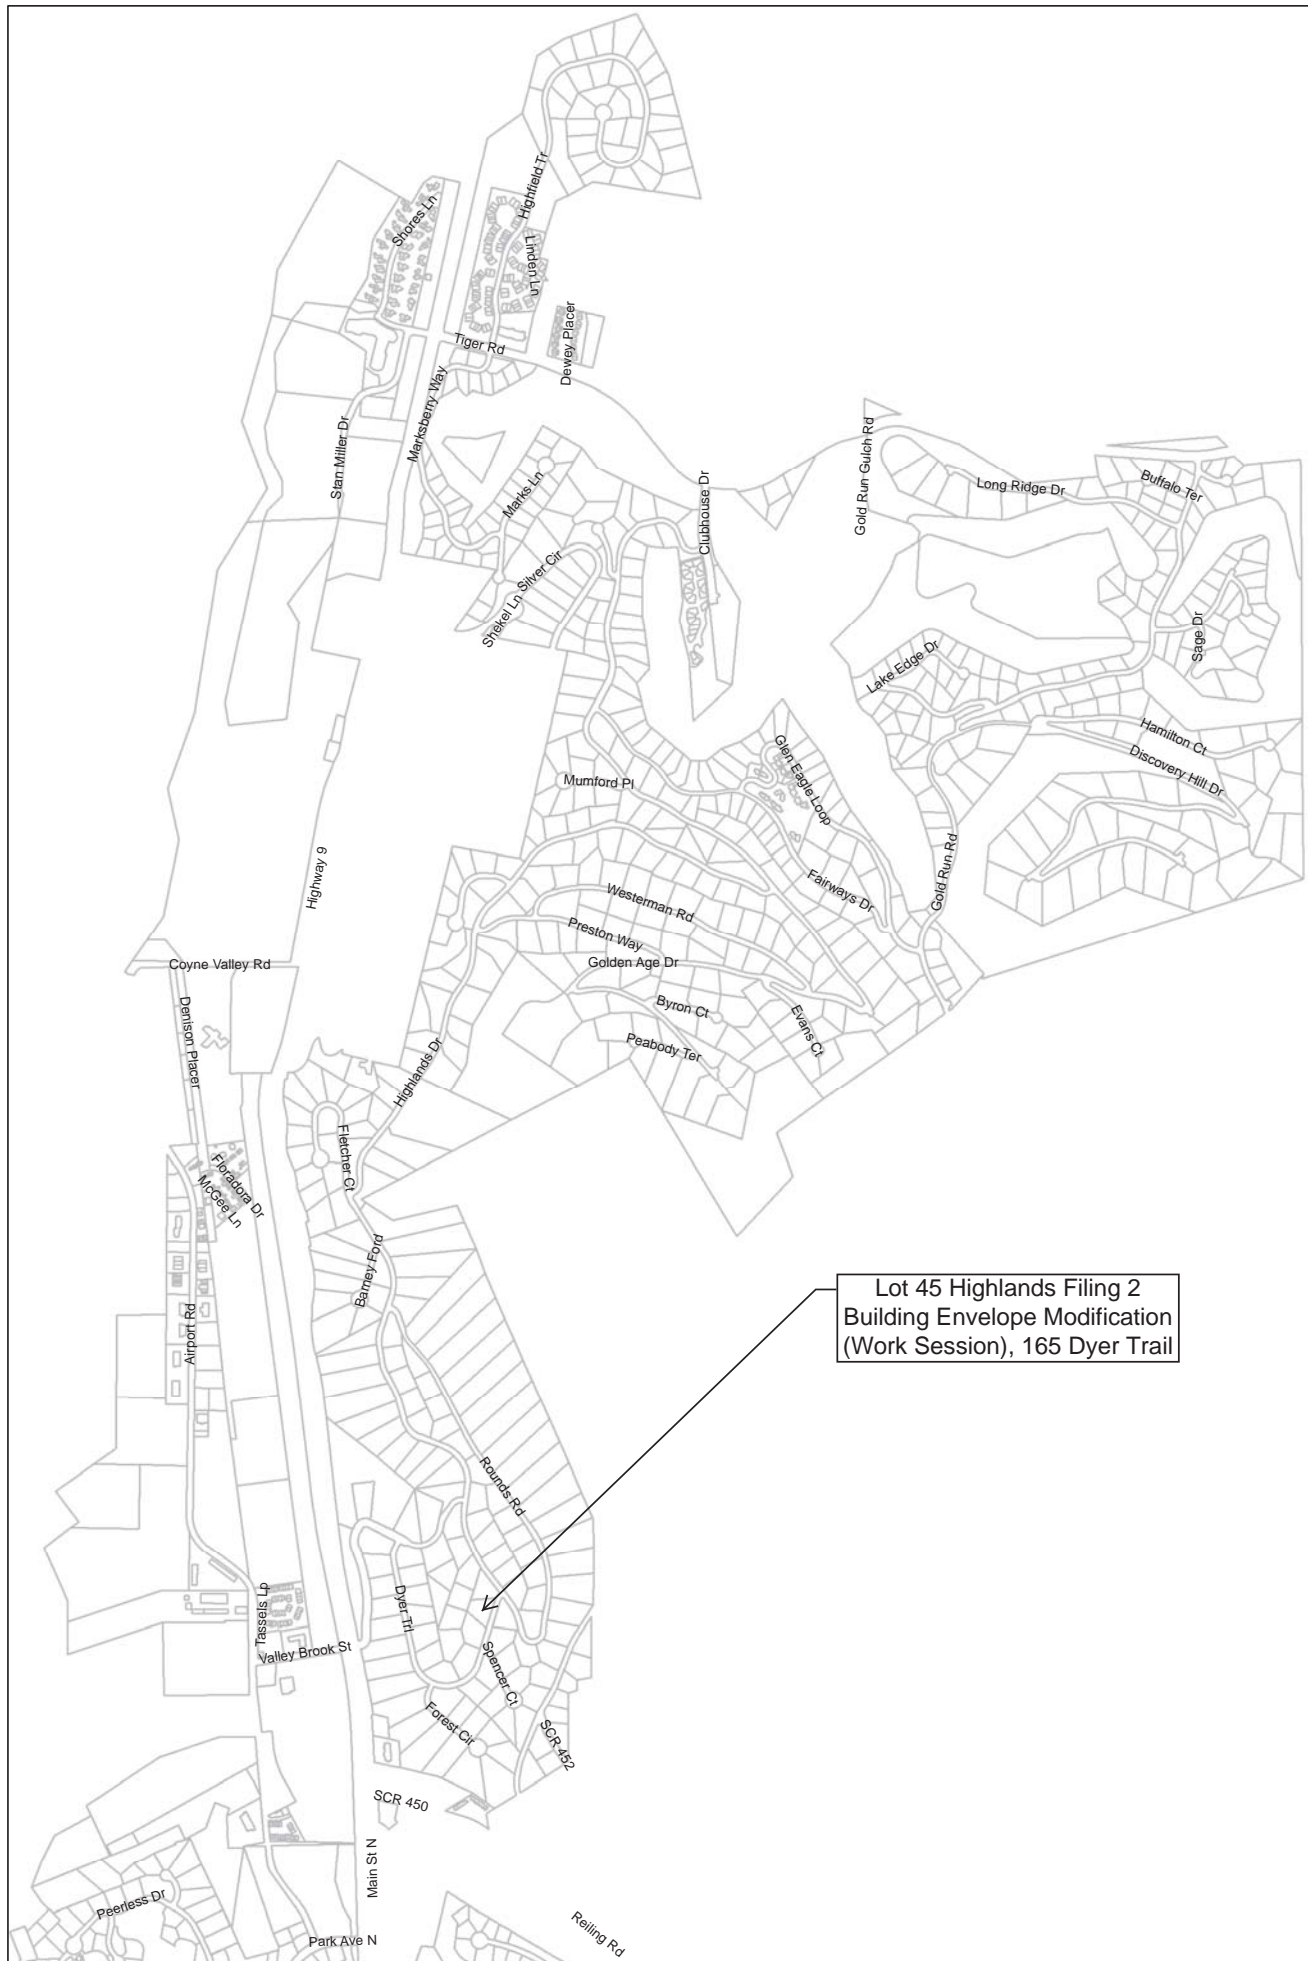 Highfield Tr
Shores Ln
Linden Ln
Dewey Placer
Tiger Rd
Marksberry Way
Stan Miller Dr
Marks Ln
Clubhouse Dr
Gold Run Gulch Rd
Long Ridge Dr
Buffalo Ter
Silver Cir
Shekel Ln
Sage Dr
Lake Edge Dr
Hamilton Ct
Discovery Hill Dr
Glen Eagle Loop
Mumford Pl
Highway 9
Gold Run Rd
Fairways Dr
Westerman Rd
Preston Way
Golden Age Dr
Coyne Valley Rd
Byron Ct
Evans Ct
Peabody Ter
Denison Placer
Highlands Dr
Fletcher Ct
Floradora Dr
McGee Ln
Barney Ford
Airport Rd
Lot 45 Highlands Filing 2
Building Envelope Modification
(Work Session), 165 Dyer Trail
Rounds Rd
Dyer Trl
Tassels Lp
Valley Brook St
Spencer Ct
Forest Cir
SCR 452
SCR 450
Main St N
Peerless Dr
Park Ave N
Reiling Rd